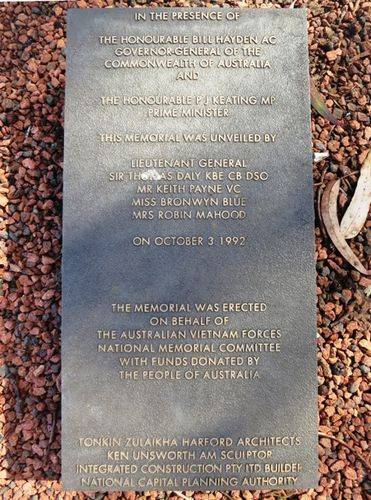 IN THE PRESENCE OF
THE HONOURABLE BILL HAYDEN AC
GOVERNOR-GENERAL OF THE
COMMONWEALTH OF AUSTRALIA
AND
THE HONOURABLE P J KEATING MP
PRIME MINISTER
THIS MEMORIAL WAS UNVEILED BY
LIEUTENANT GENERAL
SIR THOMAS DALY KBE CB DSO
MR KEITH PAYNE VC
MISS BRONWYN BLUE
MRS ROBIN MAHOOD
ON OCTOBER 3 1992
THE MEMORIAL WAS ERECTED
ON BEHALF OF
THE AUSTRALIAN VIETNAM FORCES
NATIONAL MEMORIAL COMMITTEE
WITH FUNDS DONATED BY
THE PEOPLE OF AUSTRALIA
TONKIN ZULAIKHA HARFORD ARCHITECTS
KEN UNSWORTH AM SCULPTOR
INTEGRATED CONSTRUCTION PTY LTD BUILDER
NATIONAL CAPITAL PLANNING AUTHORITY